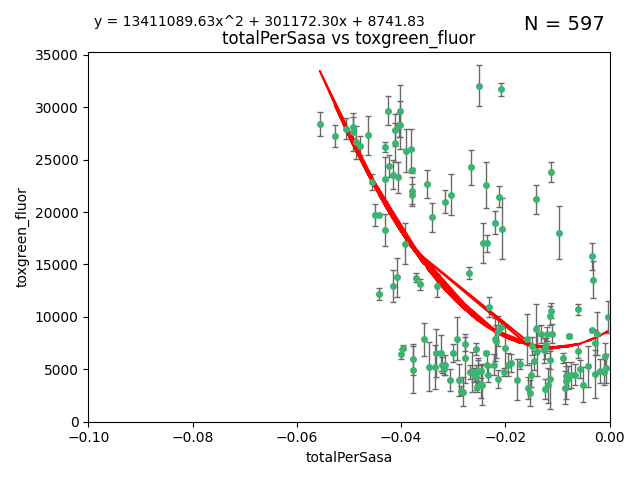 y = 13411089.63x^2 + 301172.30x + 8741.83
N = 597
totalPerSasa vs toxgreen_fluor
35000
30000
25000
20000
15000
10000
5000
0
toxgreen_fluor
−0.10
−0.08
−0.06
−0.04
−0.02
0.00
totalPerSasa